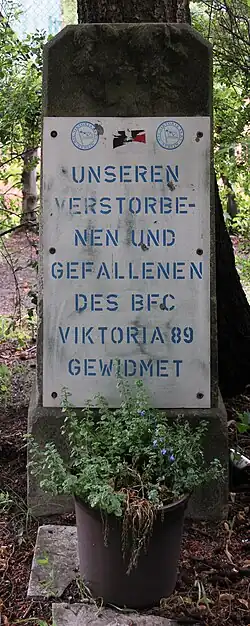 UNSEREN
VERSTORBE-
NEN UND
GEFALLENEN
DES BFC
VIKTORIA 89
GEWIDMET